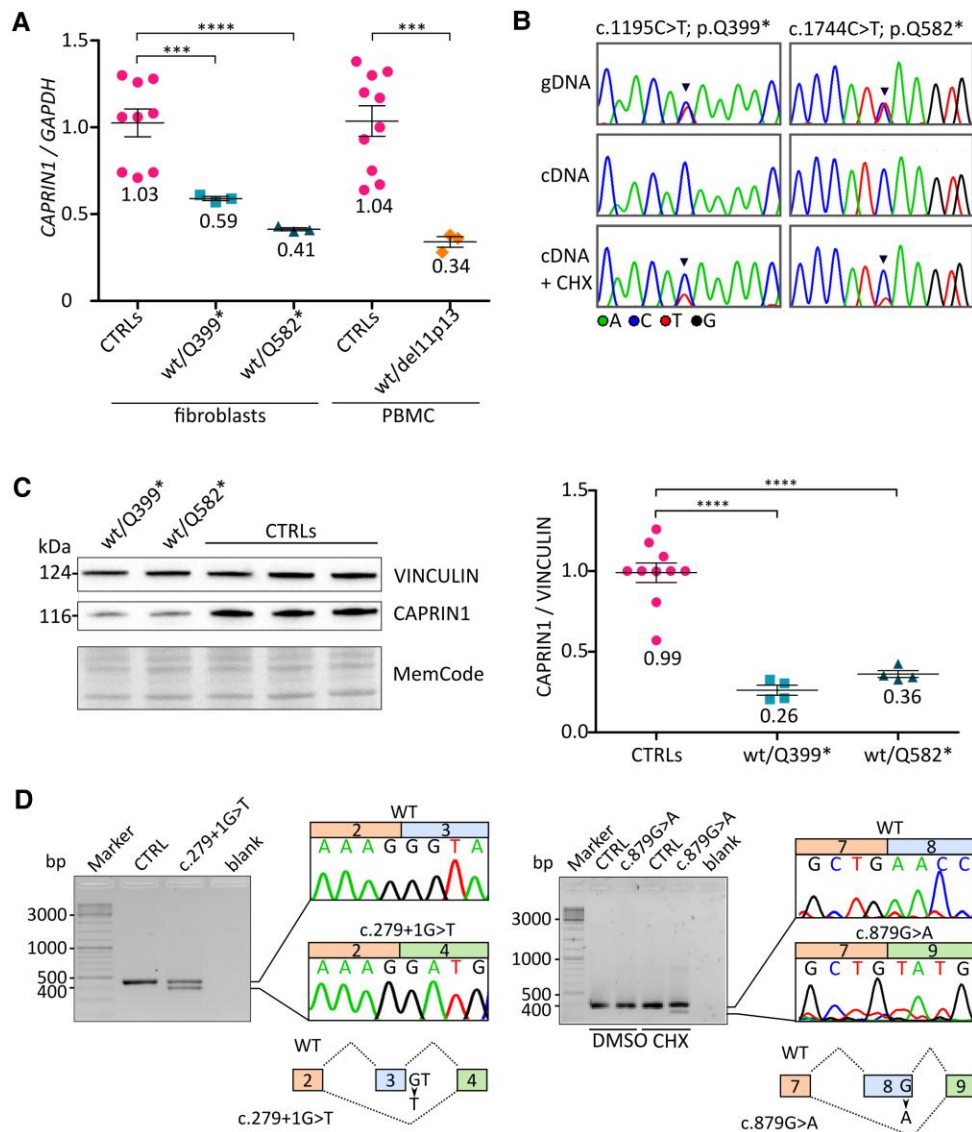 A
CAPRIN1 / GAPDH
1.5
1.0
0.5
0
****
***
***
1.03
0.59
0.41
1.04
0.34
CTRLs
wt/Q399*
wt/Q582*
CTRLs
wt/del11p13
fibroblasts
PBMC
B
c.1195C>T; p.Q399*
c.1744C>T; p.Q582*
gDNA
cDNA
cDNA
+ CHX
A C T G
C
wt/Q399*
wt/Q582*
CTRLs
kDa
124
VINCULIN
116
CAPRIN1
MemCode
CAPRIN1 / VINCULIN
1.5
1.0
0.5
0.0
****
****
0.99
0.26
0.36
CTRLs
wt/Q399*
wt/Q582*
D
bp
Marker
CTRL
c.279+1G>T
blank
3000
1000
500
400
WT
2 3
A A A G G G T A
c.279+1G>T
2 4
A A A G G A T G
WT
2 3 GT 4
T
c.279+1G>T
bp
Marker
CTRL
c.879G>A
CTRL
c.879G>A
blank
3000
1000
500
400
DMSO CHX
WT
7 8
G C T G A A C C
c.879G>A
7 9
G C T G T A T G
WT
7 8 G 9
A
c.879G>A